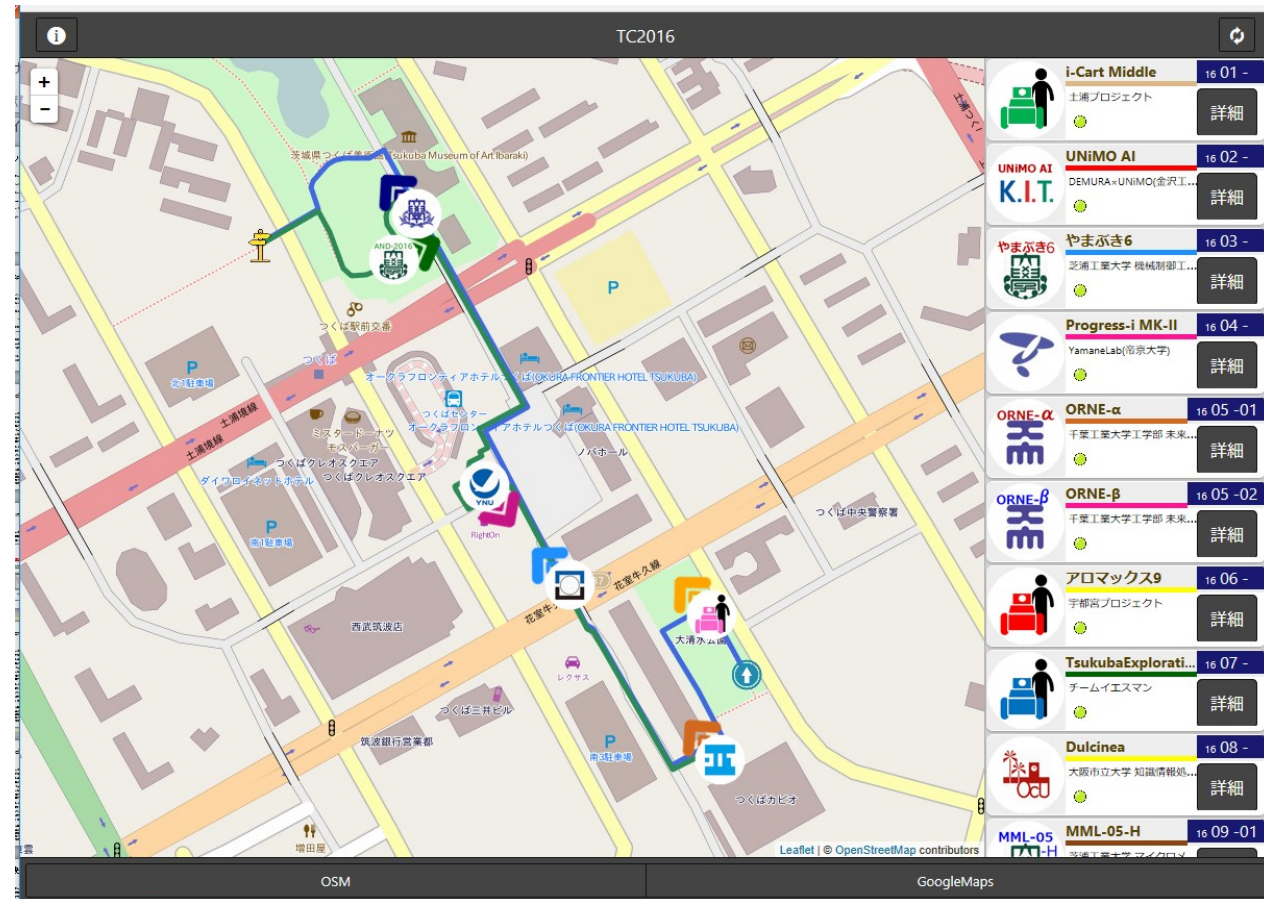 TC2016
+
−
茨城県つくば美術館(Tsukuba Museum of Art Ibaraki)
AND-2016
P
つくば駅前交番
つくば
P
北1駐車場
オークラフロンティアホテルつくば(OKURA FRONTIER HOTEL TSUKUBA)
つくばセンター
オークラフロンティアホテルつくば(OKURA FRONTIER HOTEL TSUKUBA)
土浦境線
土浦境線
ミスタードーナツ
モスバーガー
ノバホール
つくばクレオスクエア
ダイワロイネットホテル
つくばクレオスクエア
YNU
RightOn
つくば中央警察署
P
南1駐車場
花室牛久線
西武筑波店
大清水公園
レクサス
つくば三井ビル
筑波銀行営業都
P
南3駐車場
つくばカピオ
増田屋
Leaflet | © OpenStreetMap contributors
i-Cart Middle
16 01 -
土浦プロジェクト
詳細
UNiMO AI
K.I.T.
UNiMO AI
16 02 -
DEMURA×UNiMO(金沢工...
詳細
やまぶき6
やまぶき6
16 03 -
芝浦工業大学 機械制御工...
詳細
Progress-i MK-II
16 04 -
YamaneLab(帝京大学)
詳細
ORNE-α
ORNE-α
16 05 -01
千葉工業大学工学部 未来...
詳細
ORNE-β
ORNE-β
16 05 -02
千葉工業大学工学部 未来...
詳細
アロマックス9
16 06 -
宇都宮プロジェクト
詳細
TsukubaExplorati...
16 07 -
チームイエスマン
詳細
OCU
Dulcinea
16 08 -
大阪市立大学 知識情報処...
詳細
MML-05
-H
MML-05-H
16 09 -01
芝浦工業大学 マイクロメ...
OSM
GoogleMaps